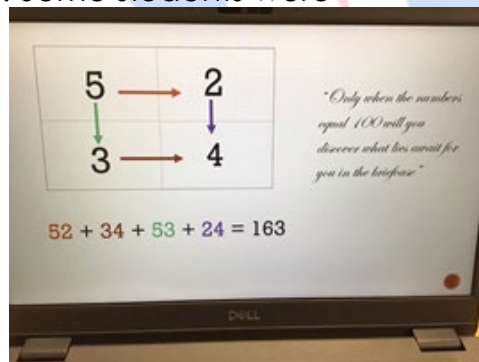 5 2
3 4
52 + 34 + 53 + 24 = 163
"Only when the numbers
equal 100 will you
discover what lies await for
you in the briefcase"
DELL